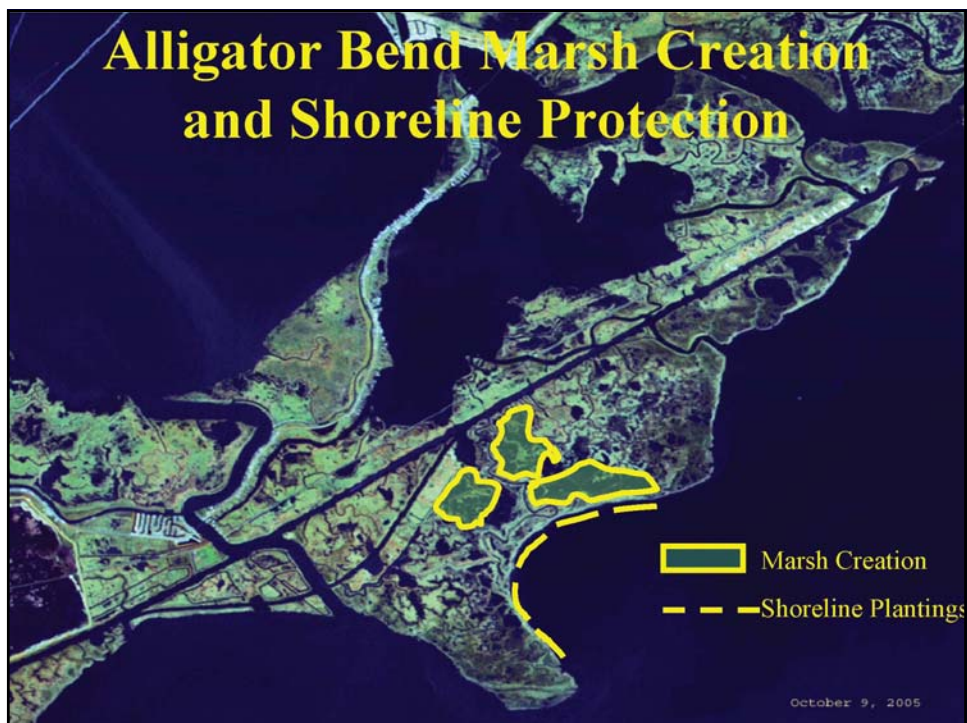 Alligator Bend Marsh Creation
and Shoreline Protection
Marsh Creation
Shoreline Plantings
October 9, 2005